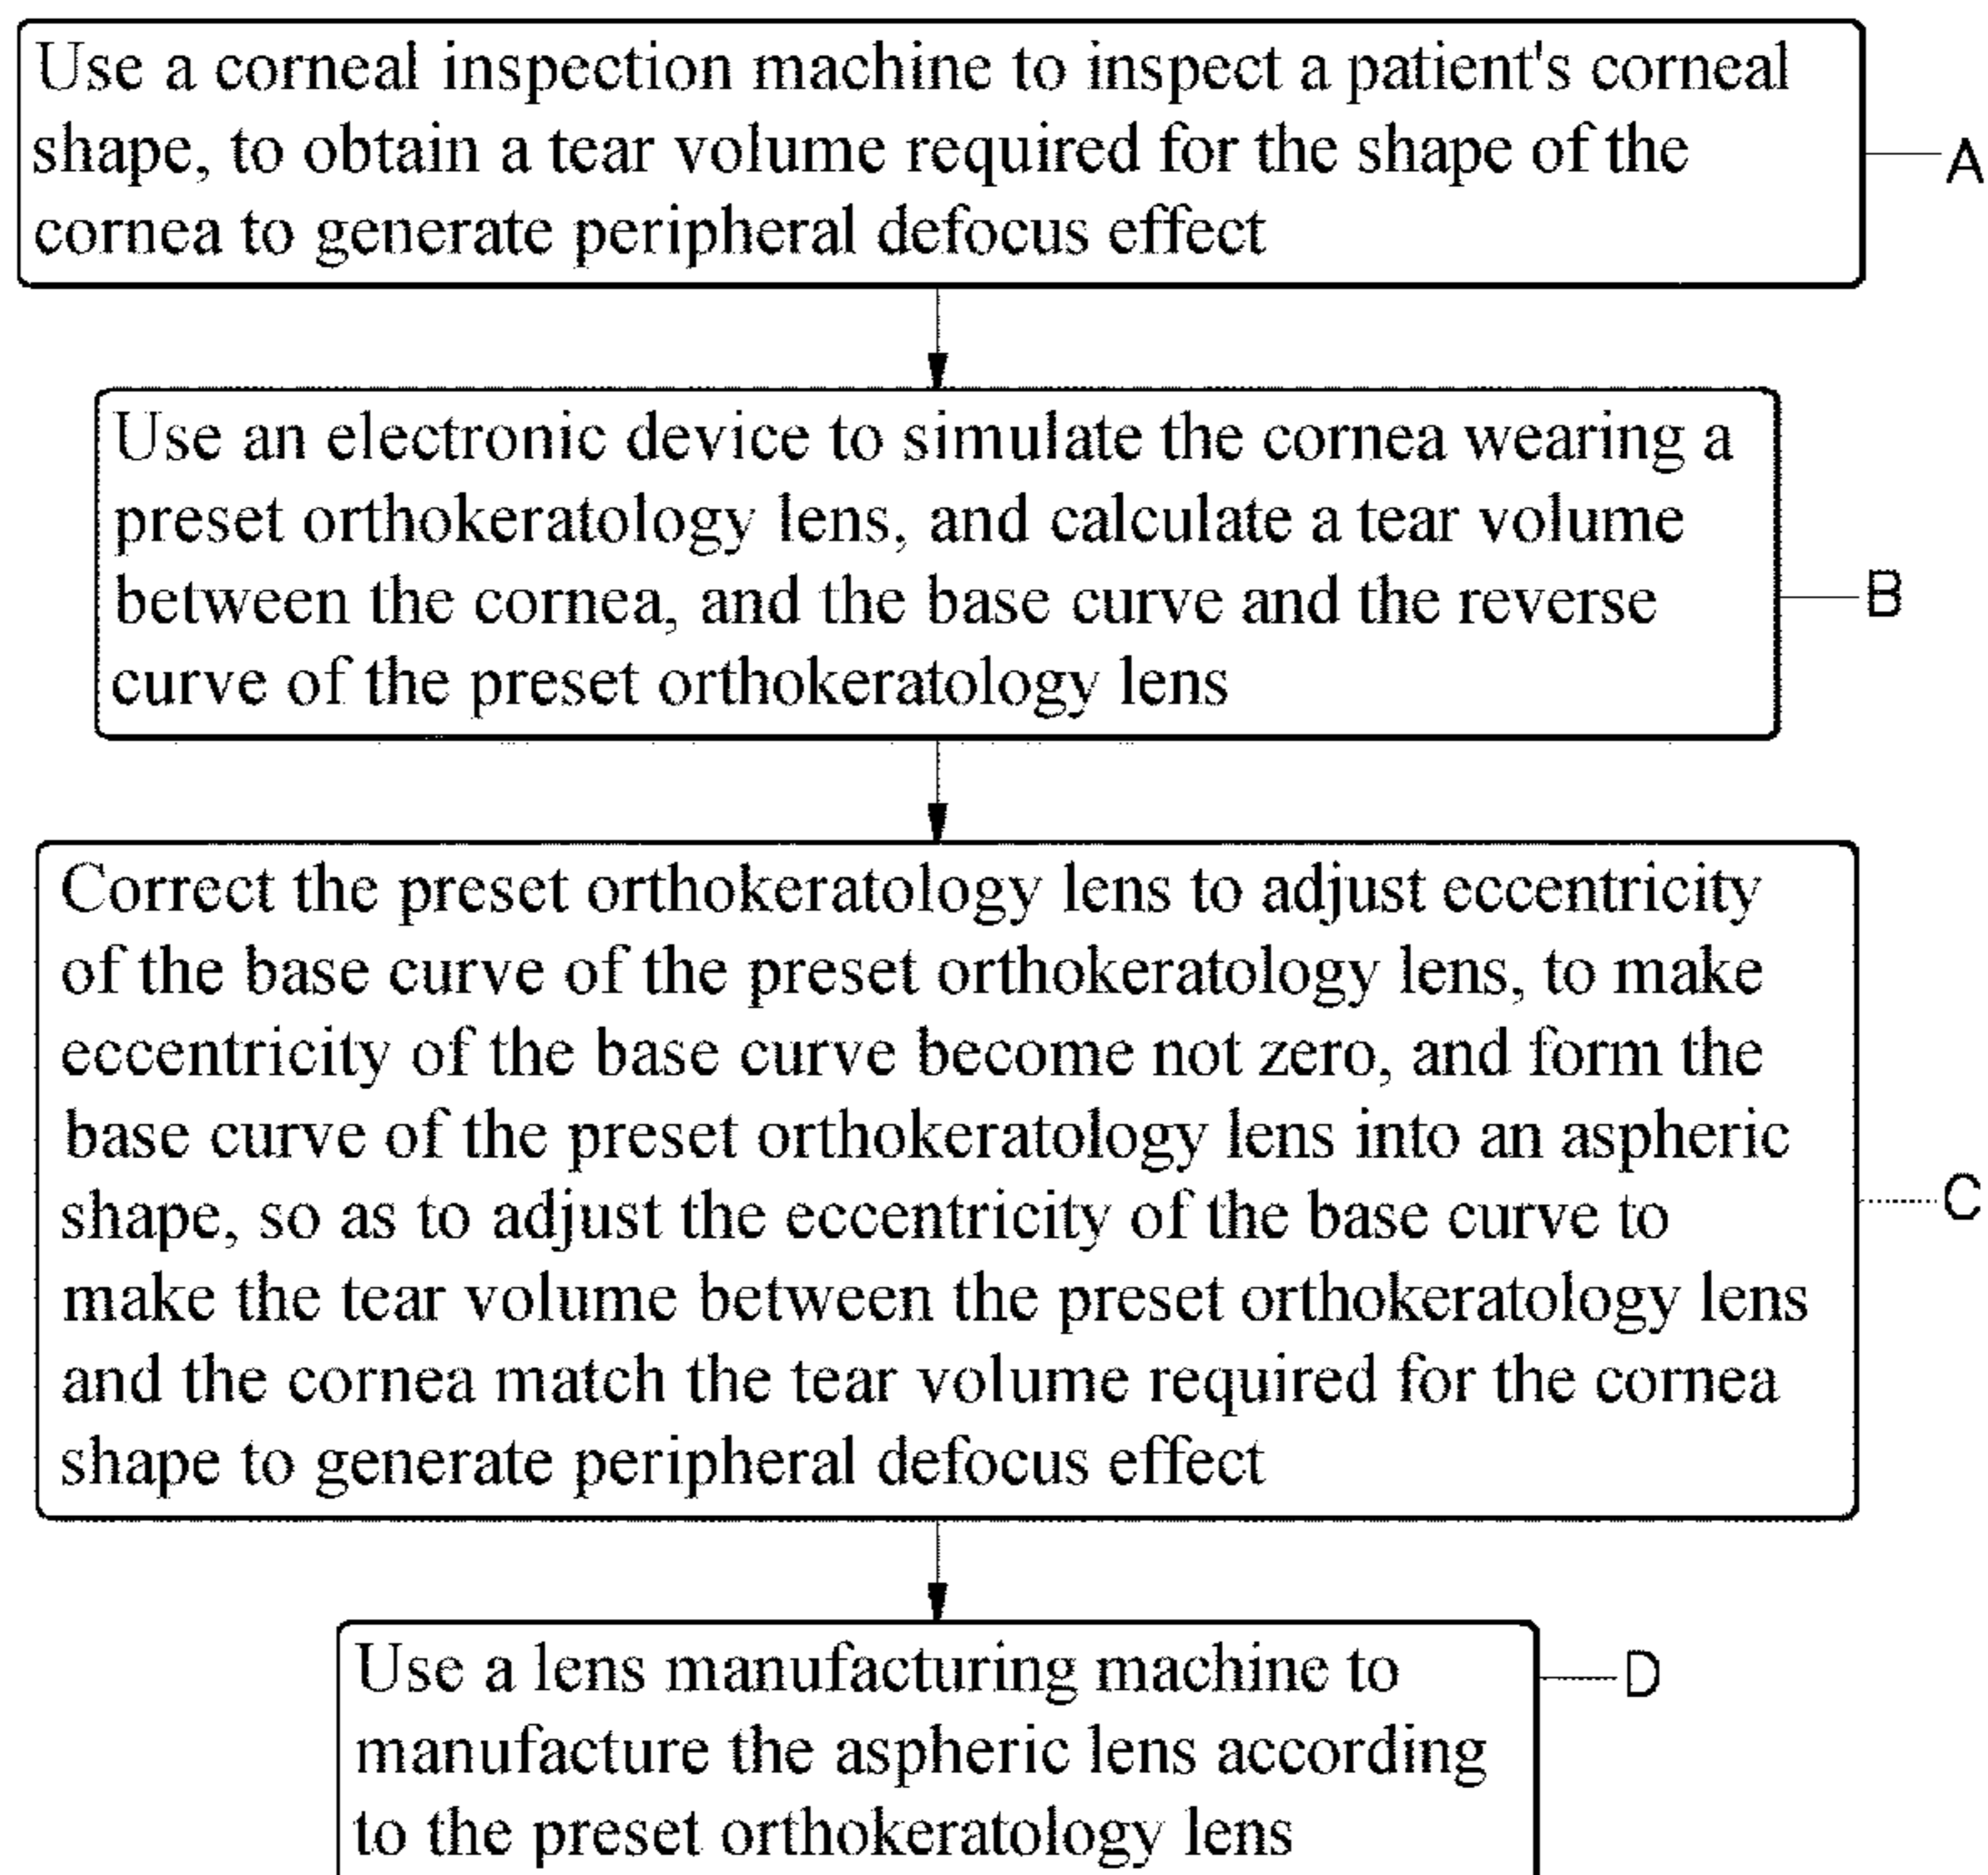 Use a corneal inspection machine to inspect a patient's corneal
shape, to obtain a tear volume required for the shape of the
cornea to generate peripheral defocus effect
A
Use an electronic device to simulate the cornea wearing a
preset orthokeratology lens, and calculate a tear volume
between the cornea, and the base curve and the reverse
curve of the preset orthokeratology lens
B
Correct the preset orthokeratology lens to adjust eccentricity
of the base curve of the preset orthokeratology lens, to make
eccentricity of the base curve become not zero, and form the
base curve of the preset orthokeratology lens into an aspheric
shape, so as to adjust the eccentricity of the base curve to
make the tear volume between the preset orthokeratology lens
and the cornea match the tear volume required for the cornea
shape to generate peripheral defocus effect
C
Use a lens manufacturing machine to
manufacture the aspheric lens according
to the preset orthokeratology lens
D